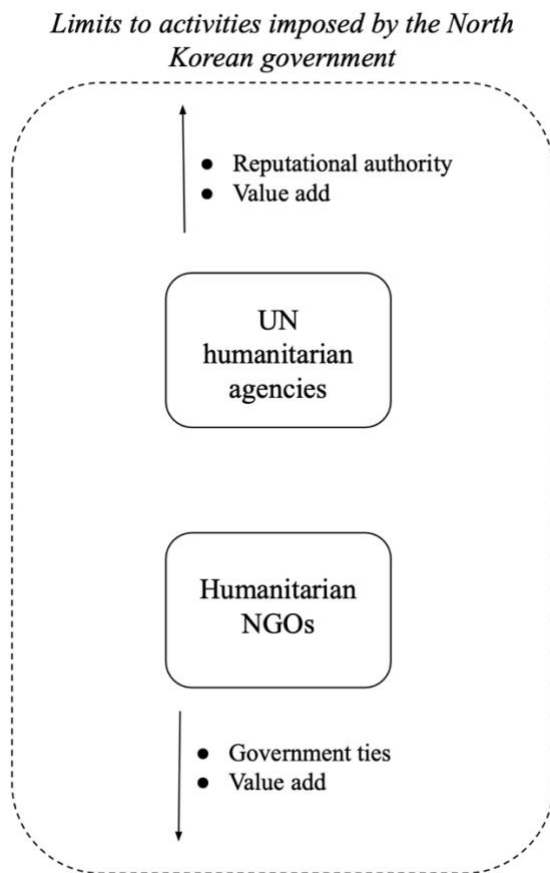 Limits to activities imposed by the North
Korean government
● Reputational authority
● Value add
UN
humanitarian
agencies
Humanitarian
NGOs
● Government ties
● Value add